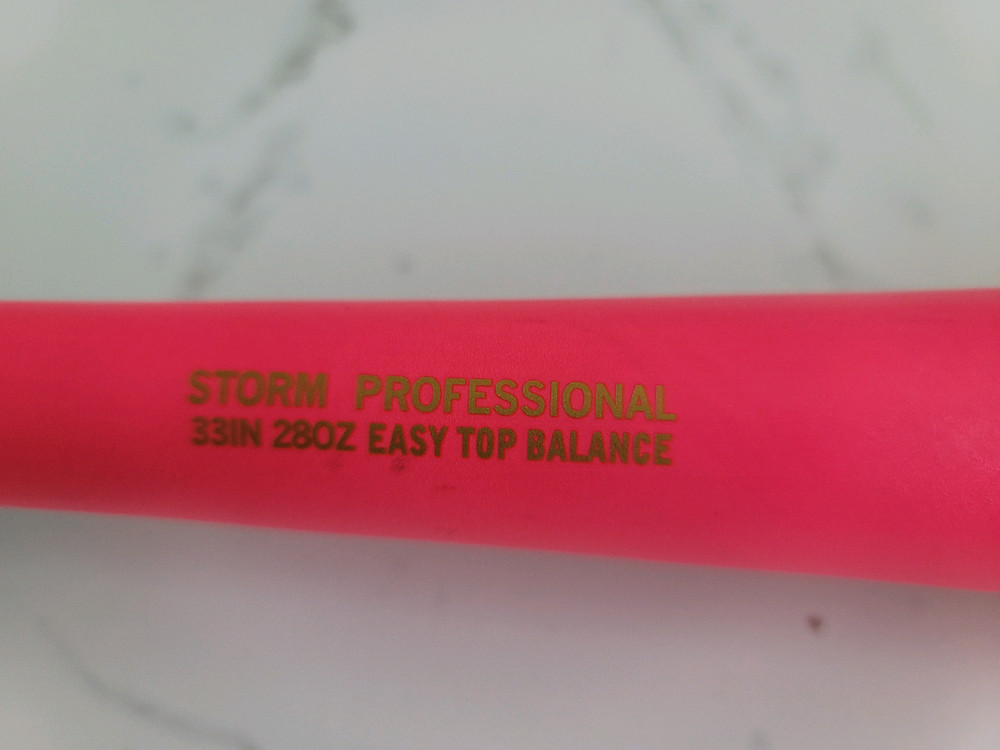 STORM PROFESSIONAL
33IN 28OZ EASY TOP BALANCE